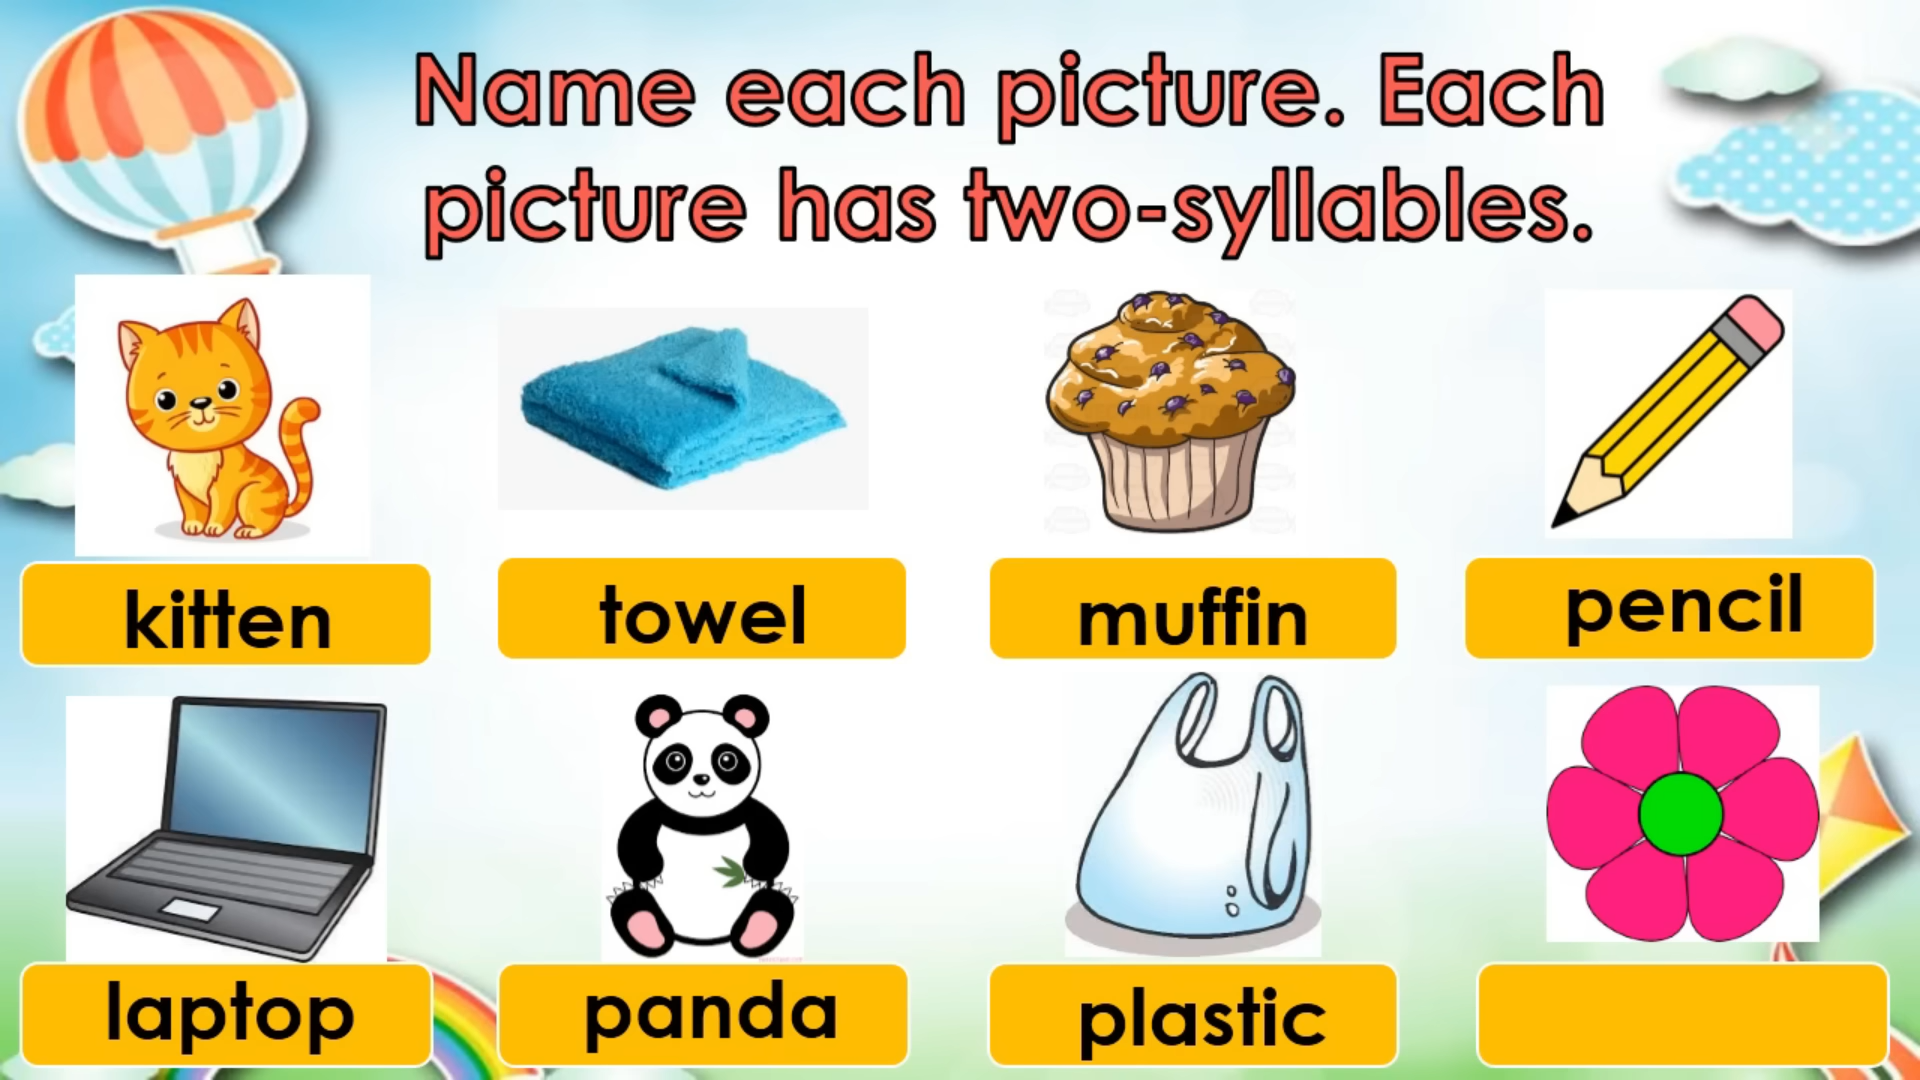 Name each picture. Each
picture has two-syllables.
kitten
towel
muffin
pencil
laptop
panda
plastic